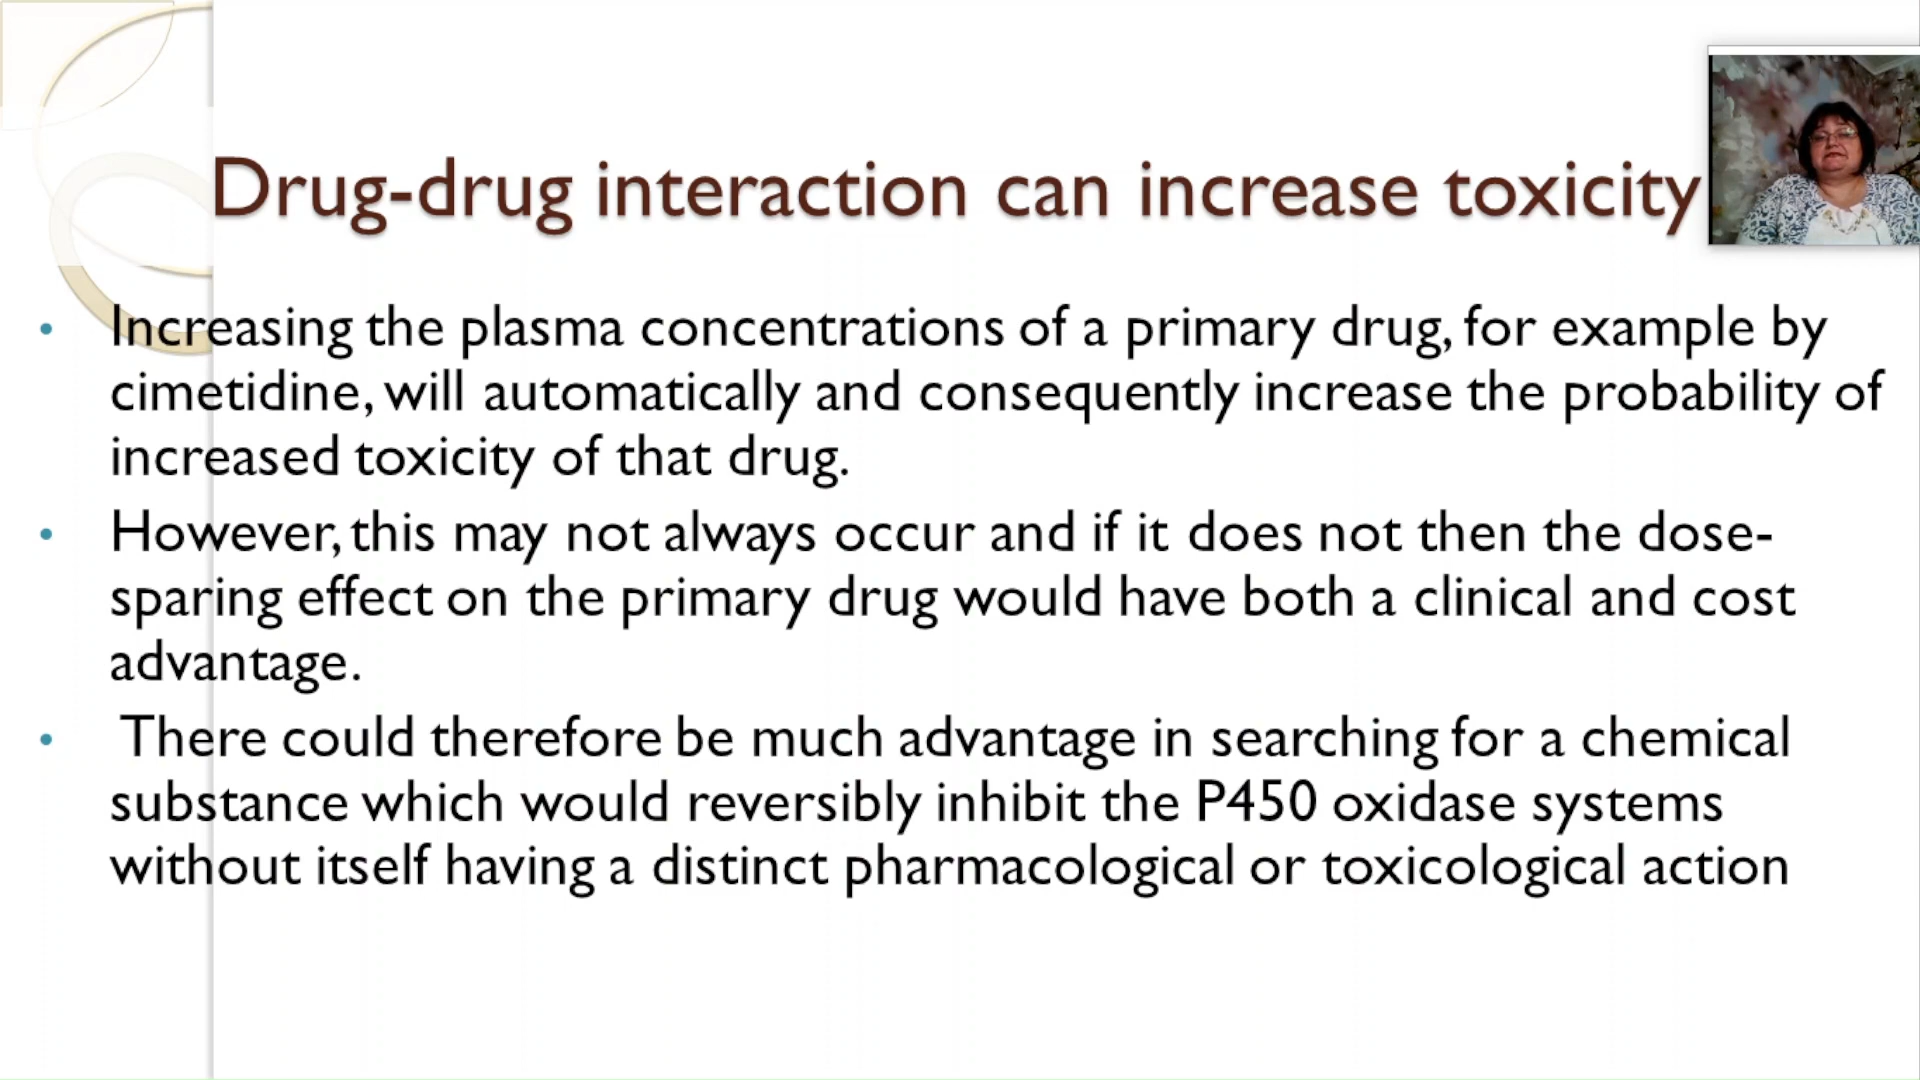 Drug-drug interaction can increase toxicity
• Increasing the plasma concentrations of a primary drug, for example by
cimetidine, will automatically and consequently increase the probability of
increased toxicity of that drug.
• However, this may not always occur and if it does not then the dose-
sparing effect on the primary drug would have both a clinical and cost
advantage.
• There could therefore be much advantage in searching for a chemical
substance which would reversibly inhibit the P450 oxidase systems
without itself having a distinct pharmacological or toxicological action